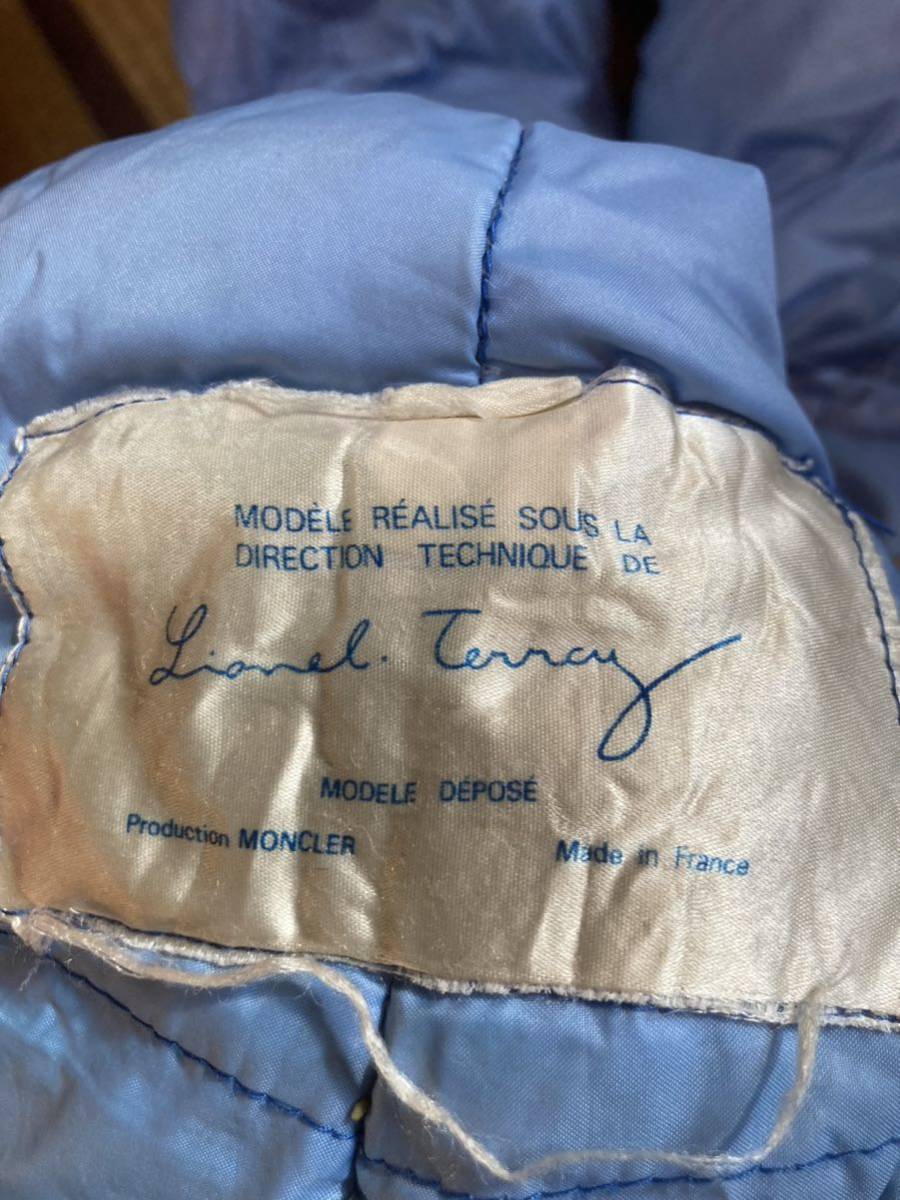 MODÈLE RÉALISÉ SOUS LA
DIRECTION TECHNIQUE DE
Lionel. Terray
MODELE DÉPOSÉ
Production MONCLER
Made in France